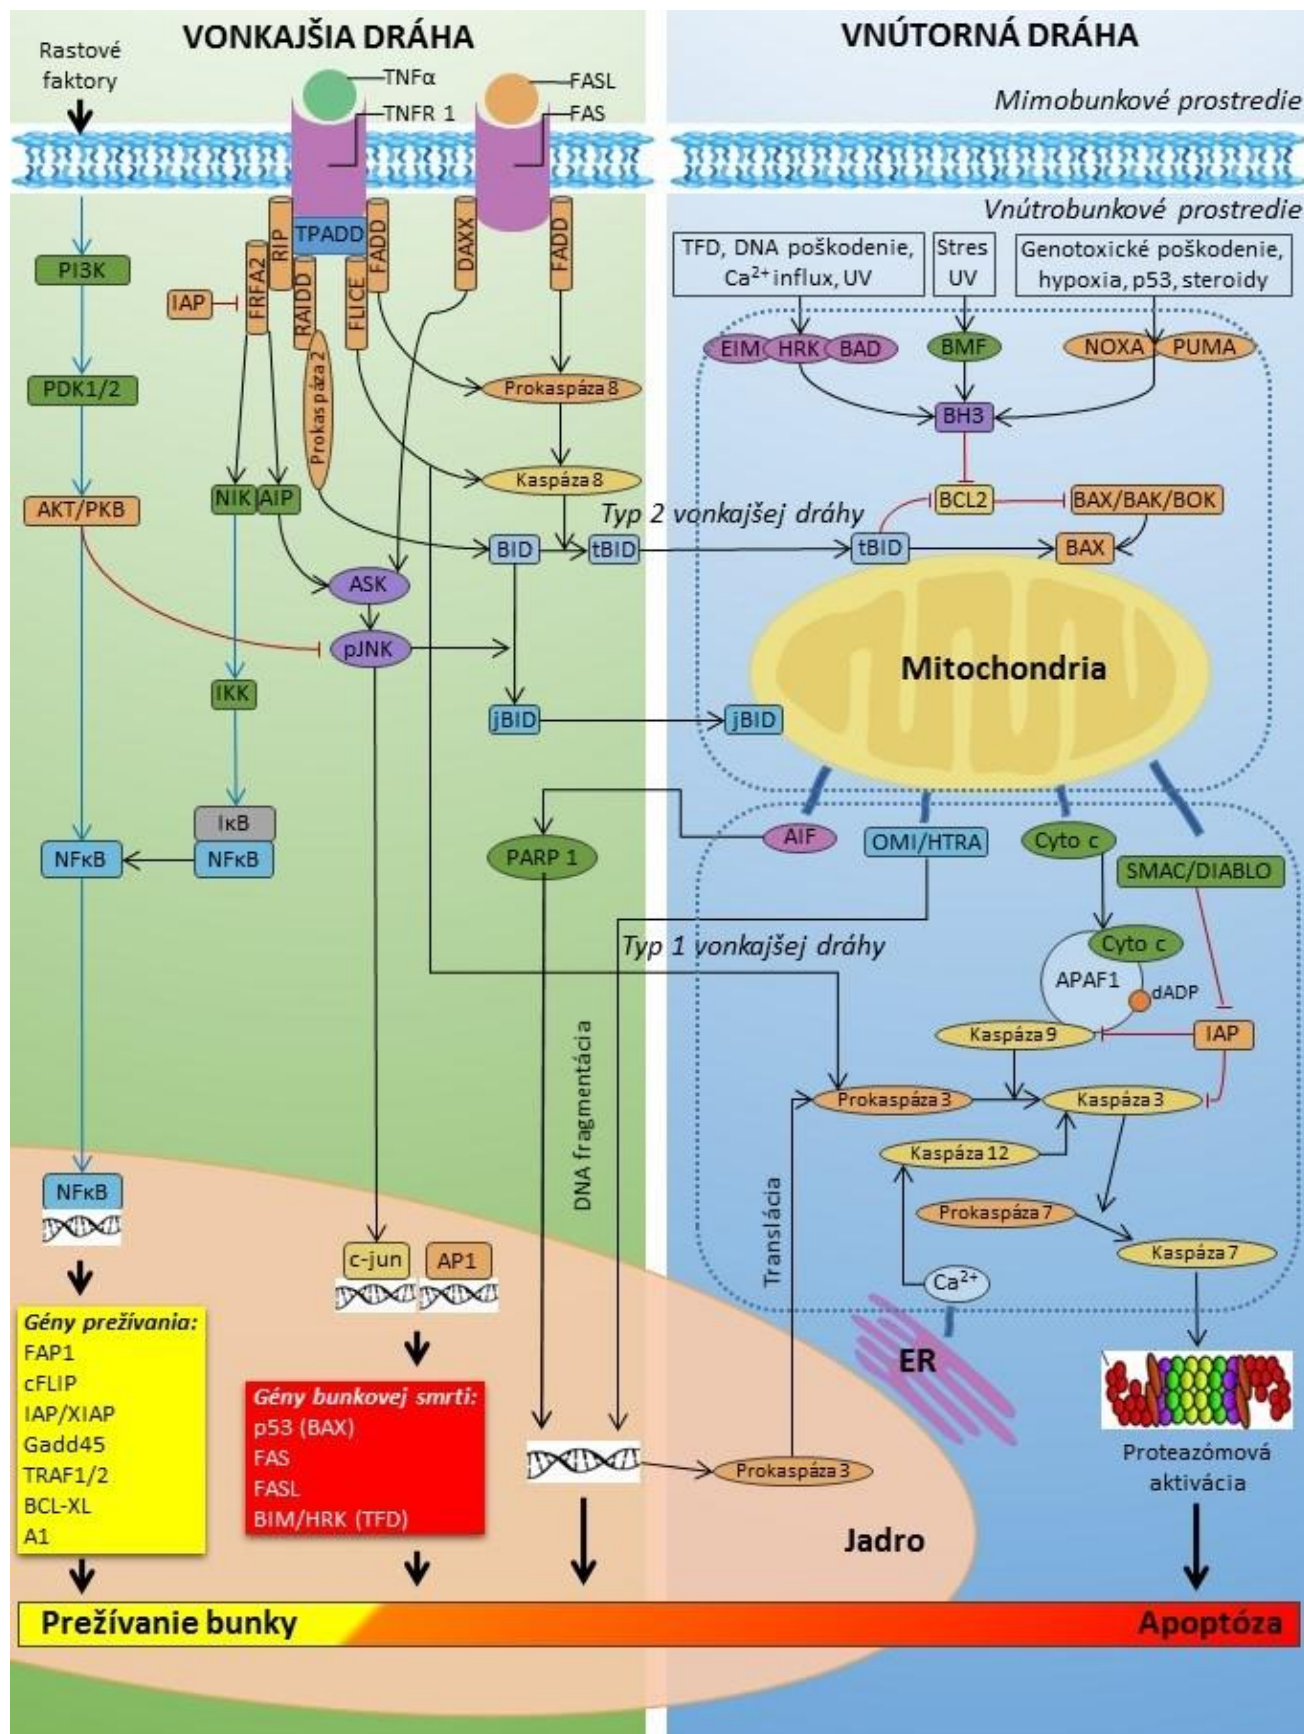 VONKAJŠIA DRÁHA
VNÚTORNÁ DRÁHA
Rastové
faktory
TNFα
TNFR 1
FASL
FAS
Mimobunkové prostredie
Vnútrobunkové prostredie
PI3K
PDK1/2
AKT/PKB
IAP
FIRFA2
RIP
TPADD
RAIDD
FLICE
FADD
DAXX
FADD
Prokaspáza 2
Prokaspáza 8
Kaspáza 8
NIK
AIP
ASK
pJNK
IKK
IκB
NFκB
NFκB
BID
tBID
jBID
Typ 2 vonkajšej dráhy
TFD, DNA poškodenie,
Ca2+ influx, UV
Stres
UV
Genotoxické poškodenie,
hypoxia, p53, steroidy
EIM
HRK
BAD
BMF
NOXA
PUMA
BH3
BCL2
BAX/BAK/BOK
tBID
BAX
Mitochondria
jBID
AIF
OMI/HTRA
Cyto c
SMAC/DIABLO
PARP 1
Typ 1 vonkajšej dráhy
Cyto c
APAF1
dADP
Kaspáza 9
IAP
Prokaspáza 3
Kaspáza 3
Kaspáza 12
Prokaspáza 7
Kaspáza 7
Ca2+
ER
DNA fragmentácia
Translácia
NFκB
c-jun
AP1
Gény prežívania:
FAP1
cFLIP
IAP/XIAP
Gadd45
TRAF1/2
BCL-XL
A1
Gény bunkovej smrti:
p53 (BAX)
FAS
FASL
BIM/HRK (TFD)
Prokaspáza 3
Jadro
Proteazómová
aktivácia
Prežívanie bunky
Apoptóza